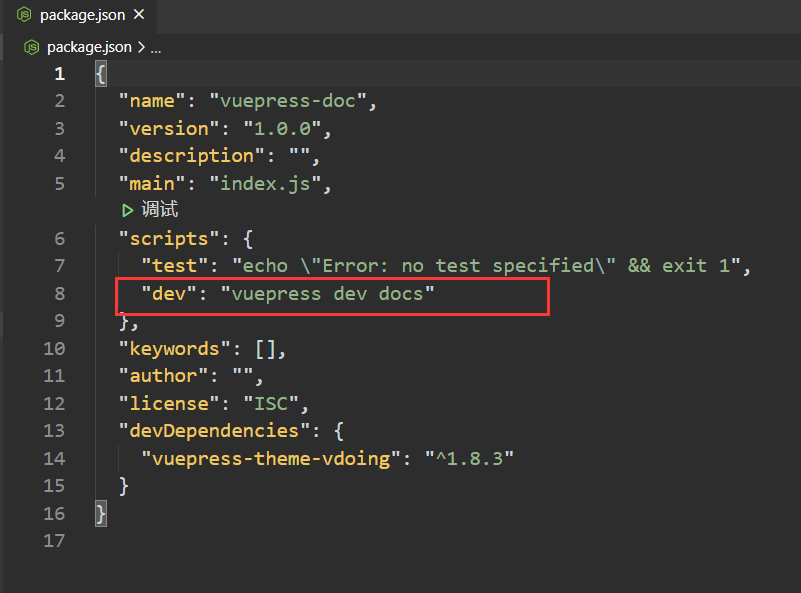 package.json ×
package.json > ...
1 {
2 "name": "vuepress-doc",
3 "version": "1.0.0",
4 "description": "",
5 "main": "index.js",
▷ 调试
6 "scripts": {
7 "test": "echo \"Error: no test specified\" && exit 1",
8 "dev": "vuepress dev docs"
9 },
10 "keywords": [],
11 "author": "",
12 "license": "ISC",
13 "devDependencies": {
14 "vuepress-theme-vdoing": "^1.8.3"
15 }
16 }
17